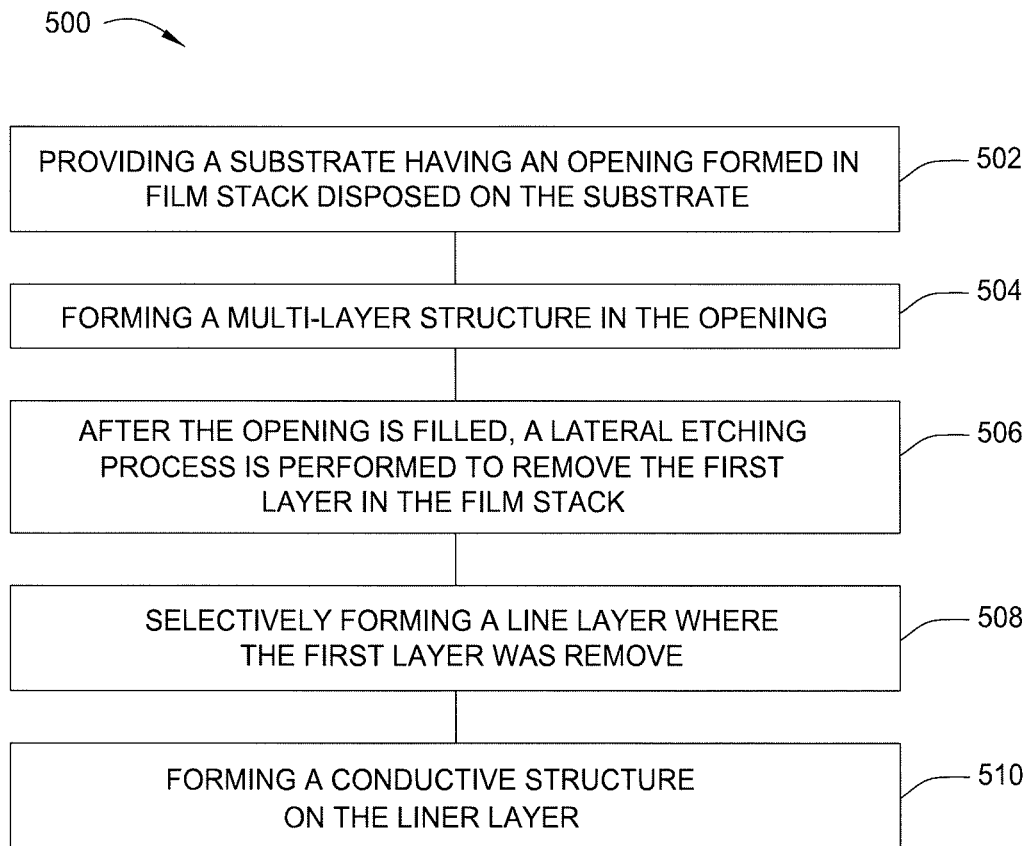 500
PROVIDING A SUBSTRATE HAVING AN OPENING FORMED IN
FILM STACK DISPOSED ON THE SUBSTRATE
502
FORMING A MULTI-LAYER STRUCTURE IN THE OPENING
504
AFTER THE OPENING IS FILLED, A LATERAL ETCHING
PROCESS IS PERFORMED TO REMOVE THE FIRST
LAYER IN THE FILM STACK
506
SELECTIVELY FORMING A LINE LAYER WHERE
THE FIRST LAYER WAS REMOVE
508
FORMING A CONDUCTIVE STRUCTURE
ON THE LINER LAYER
510